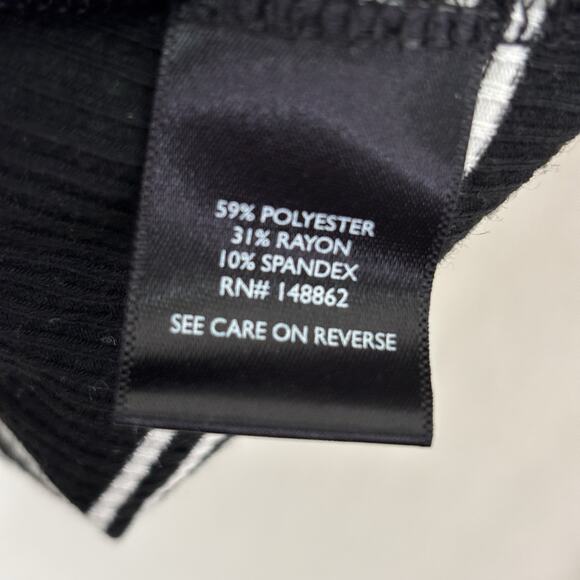 59% POLYESTER
31% RAYON
10% SPANDEX
RN# 148862
SEE CARE ON REVERSE